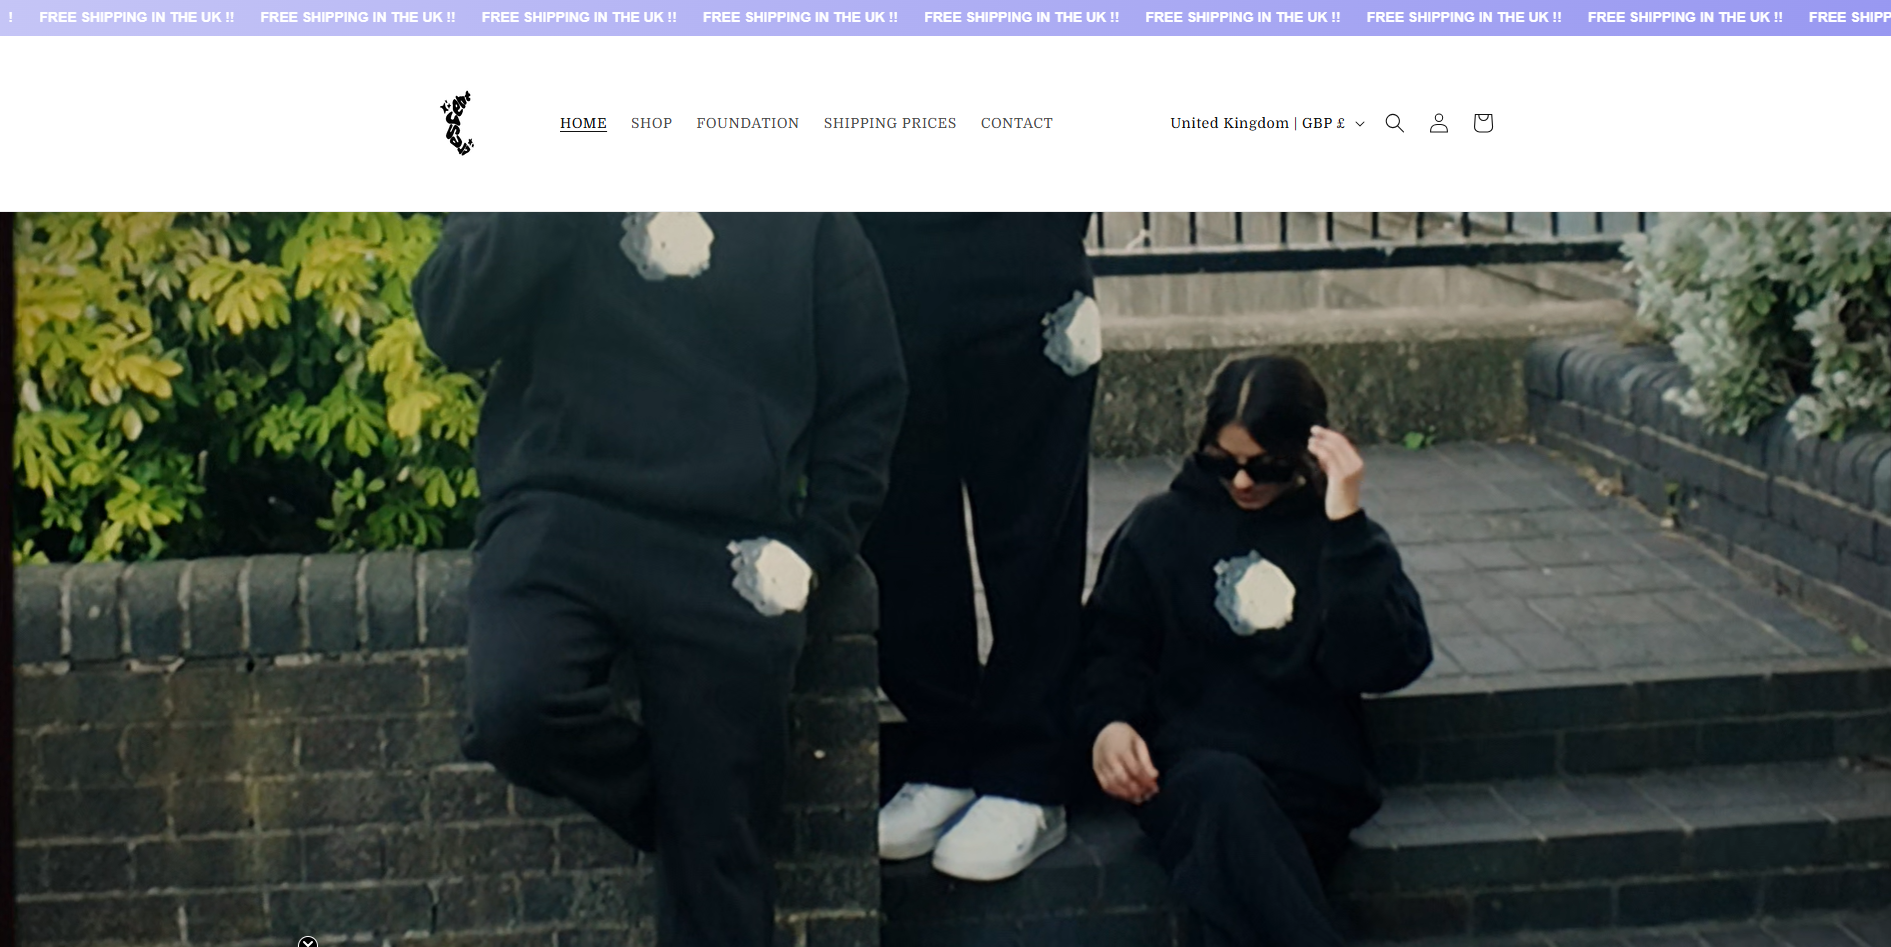 ! FREE SHIPPING IN THE UK !! FREE SHIPPING IN THE UK !! FREE SHIPPING IN THE UK !! FREE SHIPPING IN THE UK !! FREE SHIPPING IN THE UK !! FREE SHIPPING IN THE UK !! FREE SHIPPING IN THE UK !! FREE SHIPPING IN THE UK !! FREE SHIPP
HOME SHOP FOUNDATION SHIPPING PRICES CONTACT United Kingdom | GBP £